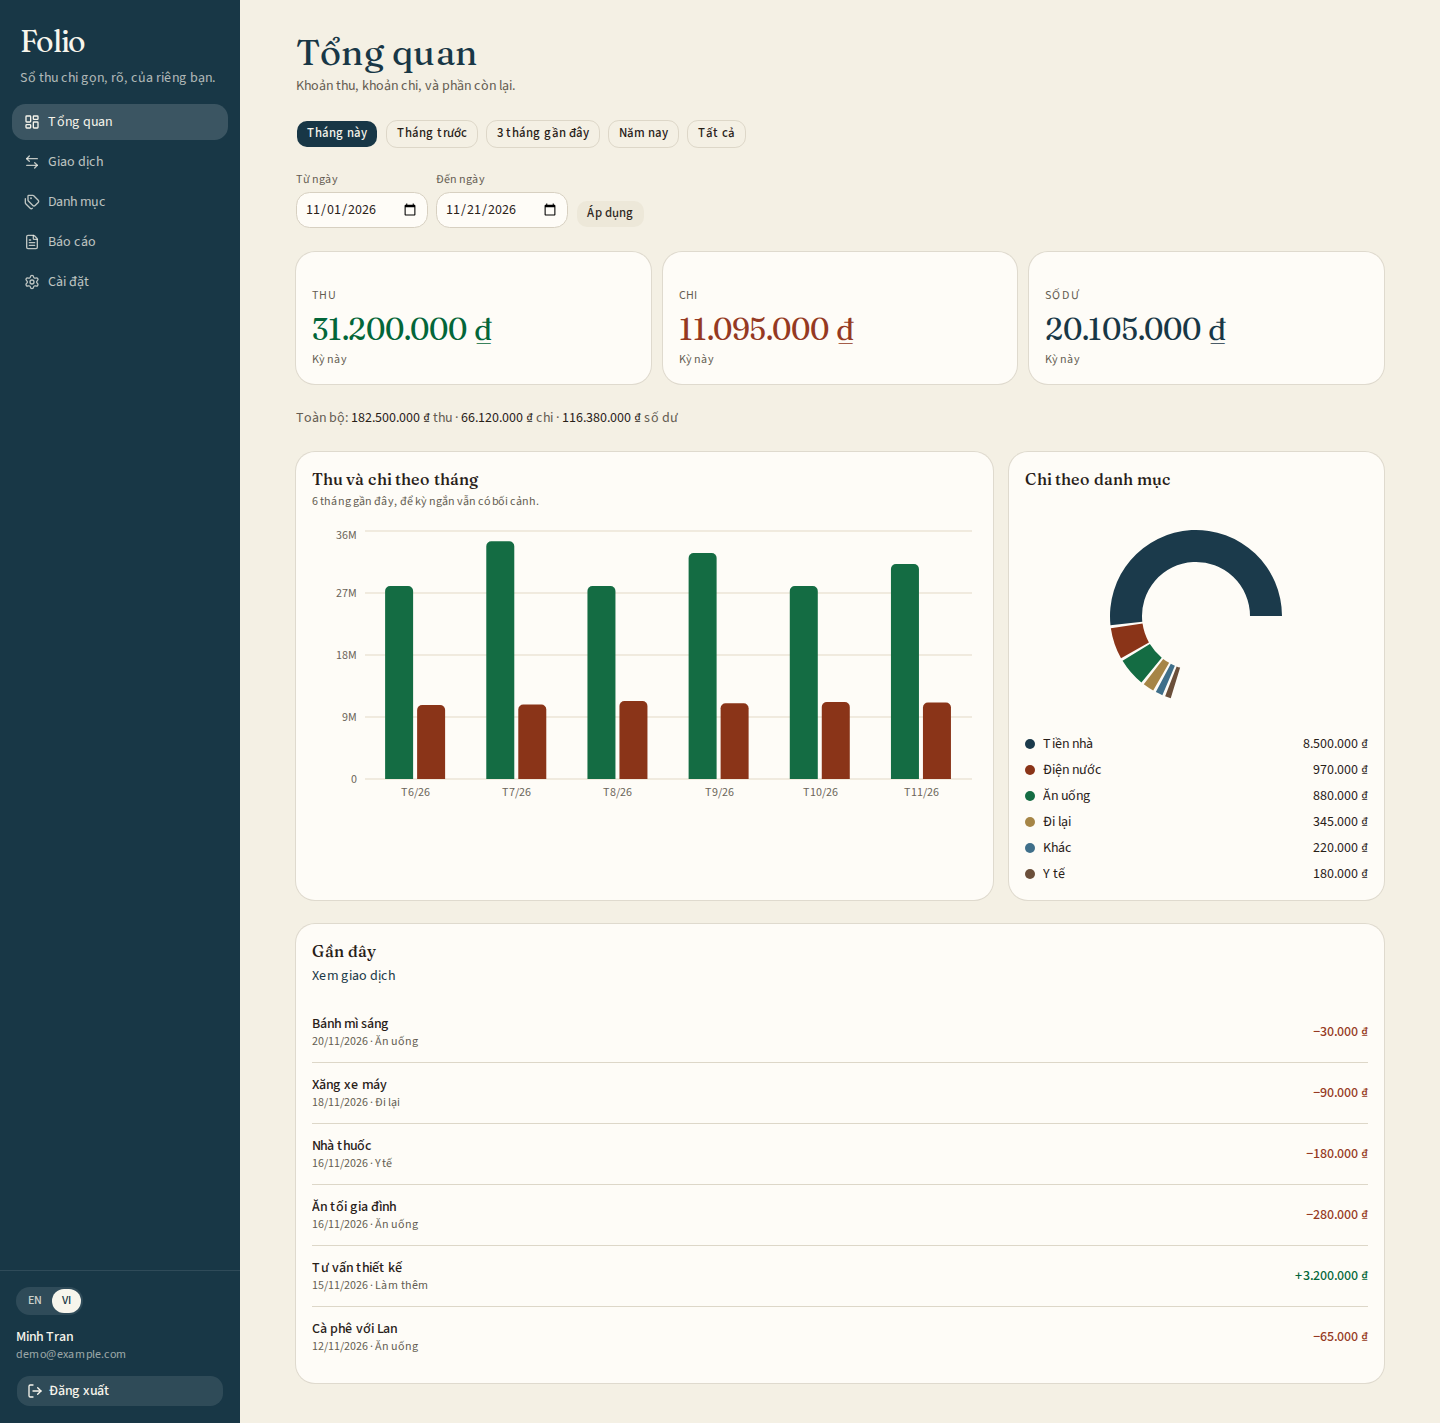 Folio
Sổ thu chi gọn, rõ, của riêng bạn.
Tổng quan
Giao dịch
Danh mục
Báo cáo
Cài đặt
EN VI
Minh Tran
demo@example.com
Đăng xuất
Tổng quan
Khoản thu, khoản chi, và phần còn lại.
Tháng này Tháng trước 3 tháng gần đây Năm nay Tất cả
Từ ngày Đến ngày
11/01/2026 11/21/2026 Áp dụng
THU
31.200.000 ₫
Kỳ này
CHI
11.095.000 ₫
Kỳ này
SỐ DƯ
20.105.000 ₫
Kỳ này
Toàn bộ: 182.500.000 ₫ thu · 66.120.000 ₫ chi · 116.380.000 ₫ số dư
Thu và chi theo tháng
6 tháng gần đây, để kỳ ngắn vẫn có bối cảnh.
36M
27M
18M
9M
0
T6/26 T7/26 T8/26 T9/26 T10/26 T11/26
Chi theo danh mục
Tiền nhà 8.500.000 ₫
Điện nước 970.000 ₫
Ăn uống 880.000 ₫
Đi lại 345.000 ₫
Khác 220.000 ₫
Y tế 180.000 ₫
Gần đây
Xem giao dịch
Bánh mì sáng
20/11/2026 · Ăn uống
−30.000 ₫
Xăng xe máy
18/11/2026 · Đi lại
−90.000 ₫
Nhà thuốc
16/11/2026 · Y tế
−180.000 ₫
Ăn tối gia đình
16/11/2026 · Ăn uống
−280.000 ₫
Tư vấn thiết kế
15/11/2026 · Làm thêm
+3.200.000 ₫
Cà phê với Lan
12/11/2026 · Ăn uống
−65.000 ₫